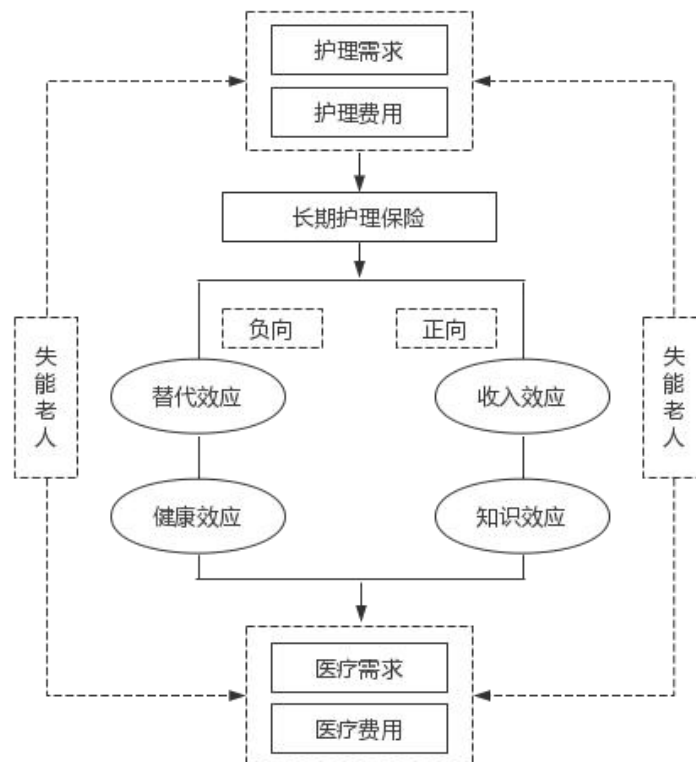 护理需求
护理费用
长期护理保险
负向
正向
失能老人
失能老人
替代效应
收入效应
健康效应
知识效应
医疗需求
医疗费用